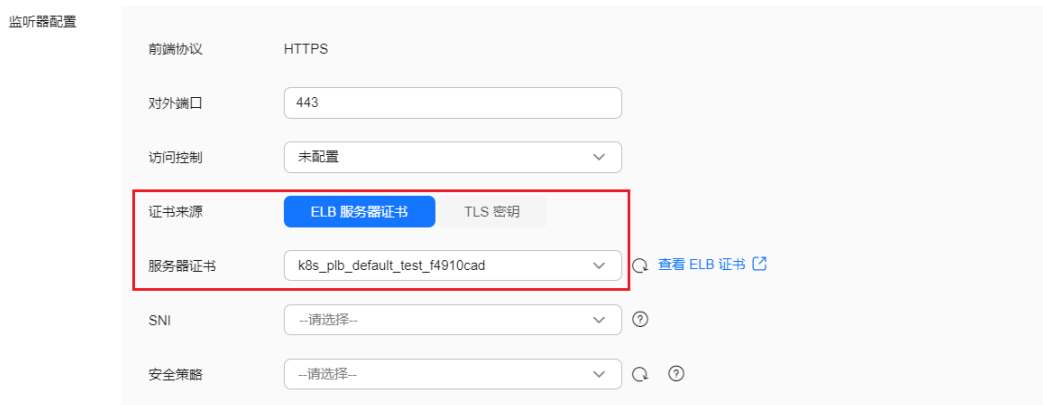 监听器配置
前端协议 HTTPS
对外端口 443
访问控制 未配置
证书来源 ELB 服务器证书 TLS 密钥
服务器证书 k8s_plb_default_test_f4910cad 查看 ELB 证书
SNI --请选择--
安全策略 --请选择--